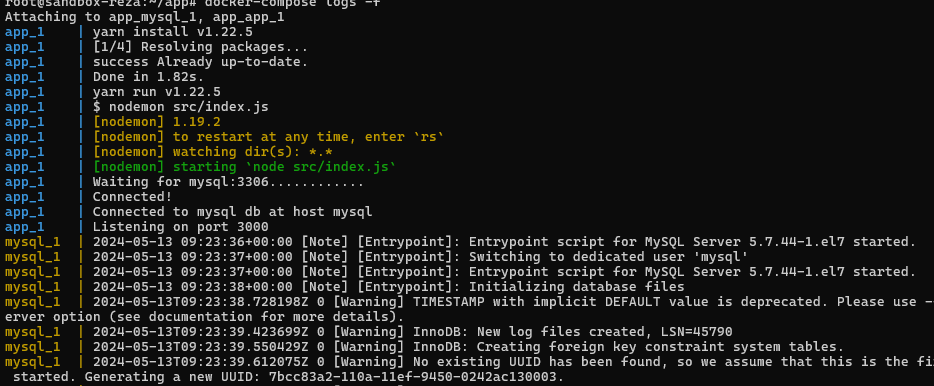 root@sandbox-reza:~/app# docker-compose logs -f
Attaching to app_mysql_1, app_app_1
app_1    | yarn install v1.22.5
app_1    | [1/4] Resolving packages...
app_1    | success Already up-to-date.
app_1    | Done in 1.82s.
app_1    | yarn run v1.22.5
app_1    | $ nodemon src/index.js
app_1    | [nodemon] 1.19.2
app_1    | [nodemon] to restart at any time, enter `rs`
app_1    | [nodemon] watching dir(s): *.*
app_1    | [nodemon] starting `node src/index.js`
app_1    | Waiting for mysql:3306............
app_1    | Connected!
app_1    | Connected to mysql db at host mysql
app_1    | Listening on port 3000
mysql_1  | 2024-05-13 09:23:36+00:00 [Note] [Entrypoint]: Entrypoint script for MySQL Server 5.7.44-1.el7 started.
mysql_1  | 2024-05-13 09:23:37+00:00 [Note] [Entrypoint]: Switching to dedicated user 'mysql'
mysql_1  | 2024-05-13 09:23:37+00:00 [Note] [Entrypoint]: Entrypoint script for MySQL Server 5.7.44-1.el7 started.
mysql_1  | 2024-05-13 09:23:38+00:00 [Note] [Entrypoint]: Initializing database files
mysql_1  | 2024-05-13T09:23:38.728198Z 0 [Warning] TIMESTAMP with implicit DEFAULT value is deprecated. Please use -
erver option (see documentation for more details).
mysql_1  | 2024-05-13T09:23:39.423699Z 0 [Warning] InnoDB: New log files created, LSN=45790
mysql_1  | 2024-05-13T09:23:39.550429Z 0 [Warning] InnoDB: Creating foreign key constraint system tables.
mysql_1  | 2024-05-13T09:23:39.612075Z 0 [Warning] No existing UUID has been found, so we assume that this is the fi
 started. Generating a new UUID: 7bcc83a2-110a-11ef-9450-0242ac130003.